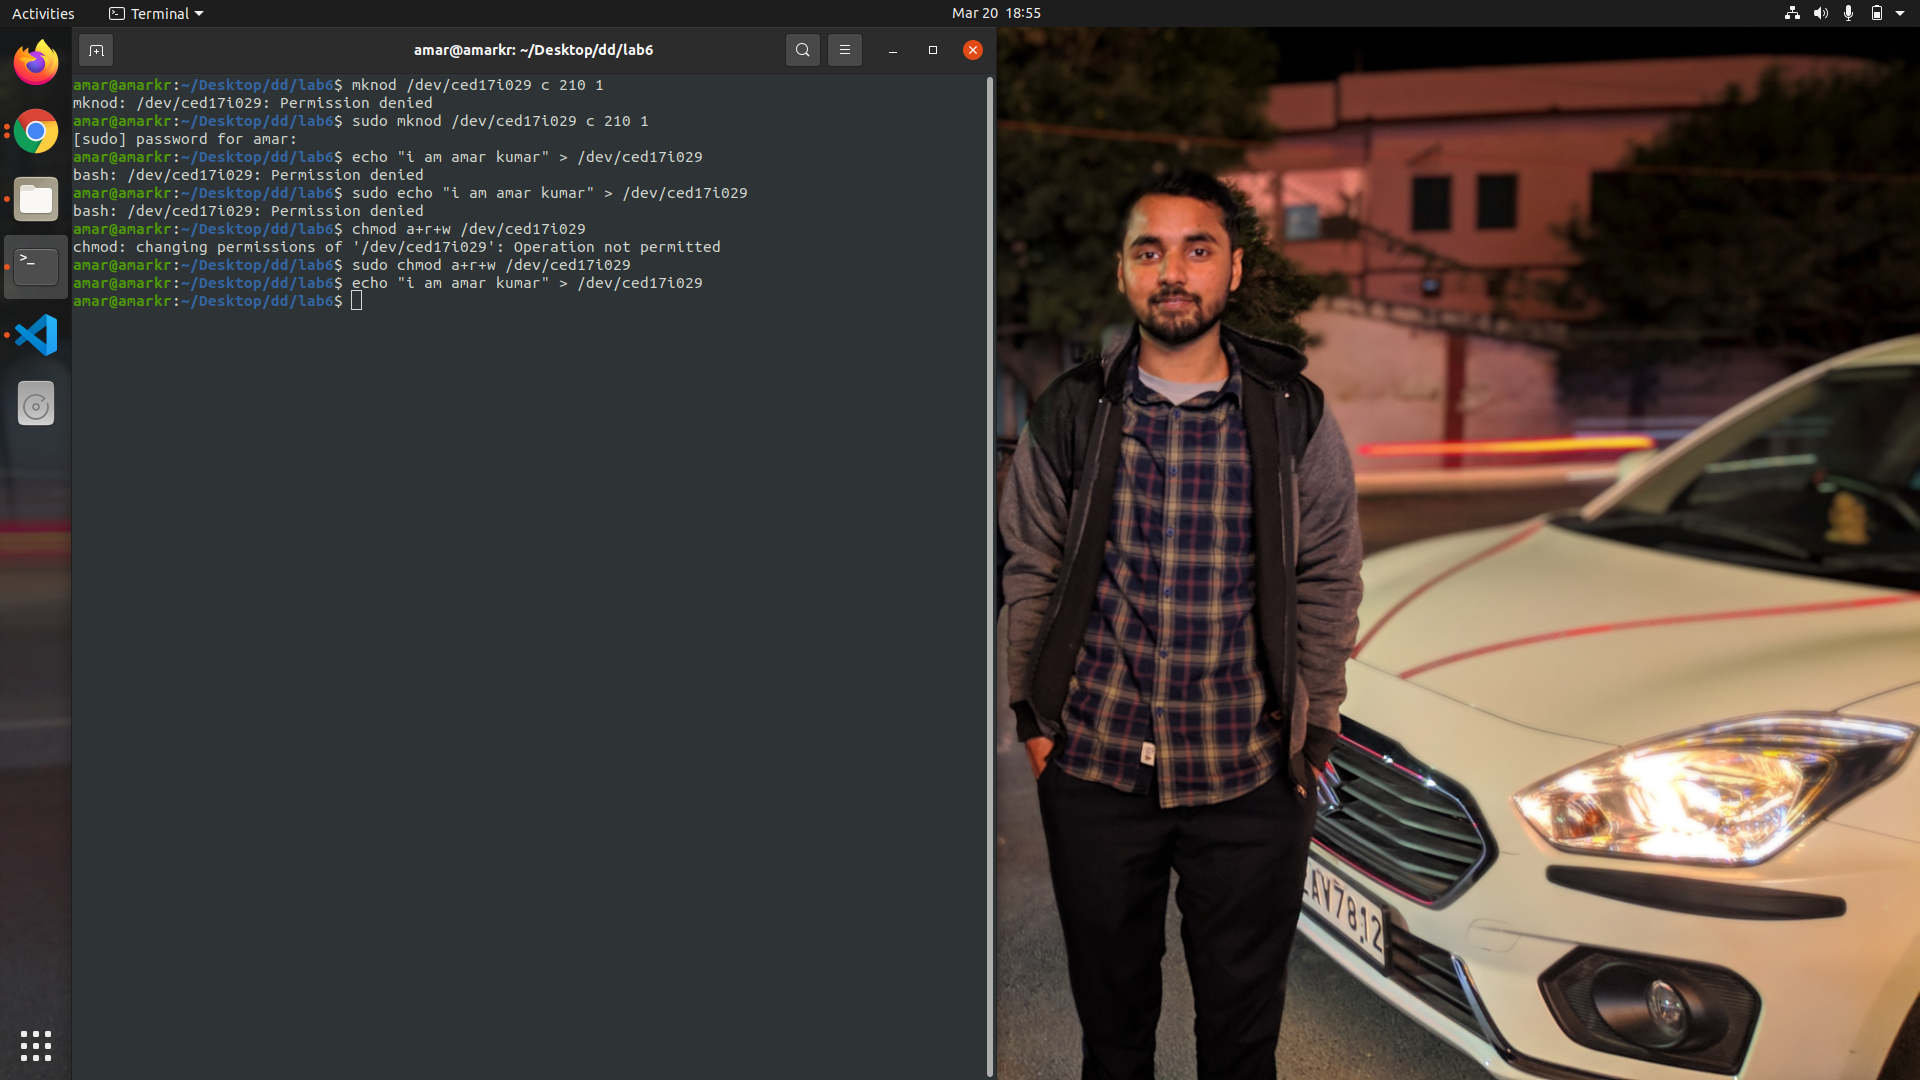 Activities
Terminal
Mar 20 18:55
amar@amarkr: ~/Desktop/dd/lab6
amar@amarkr:~/Desktop/dd/lab6$ mknod /dev/ced17i029 c 210 1
mknod: /dev/ced17i029: Permission denied
amar@amarkr:~/Desktop/dd/lab6$ sudo mknod /dev/ced17i029 c 210 1
[sudo] password for amar:
amar@amarkr:~/Desktop/dd/lab6$ echo "i am amar kumar" > /dev/ced17i029
bash: /dev/ced17i029: Permission denied
amar@amarkr:~/Desktop/dd/lab6$ sudo echo "i am amar kumar" > /dev/ced17i029
bash: /dev/ced17i029: Permission denied
amar@amarkr:~/Desktop/dd/lab6$ chmod a+r+w /dev/ced17i029
chmod: changing permissions of '/dev/ced17i029': Operation not permitted
amar@amarkr:~/Desktop/dd/lab6$ sudo chmod a+r+w /dev/ced17i029
amar@amarkr:~/Desktop/dd/lab6$ echo "i am amar kumar" > /dev/ced17i029
amar@amarkr:~/Desktop/dd/lab6$
AV7812